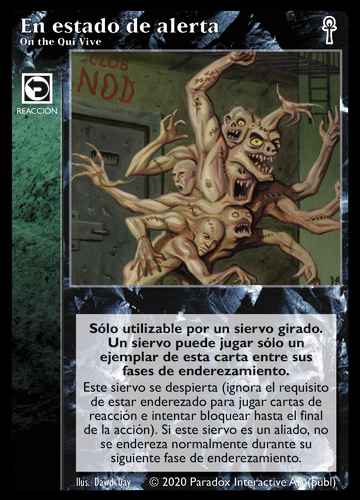 En estado de alerta
On the Qui Vive
REACCIÓN
NOD
Sólo utilizable por un siervo girado.
Un siervo puede jugar sólo un
ejemplar de esta carta entre sus
fases de enderezamiento.
Este siervo se despierta (ignora el requisito
de estar enderezado para jugar cartas de
reacción e intentar bloquear hasta el final
de la acción). Si este siervo es un aliado, no
se endereza normalmente durante su
siguiente fase de enderezamiento.
Ilus. David Day
© 2020 Paradox Interactive AB (publ)